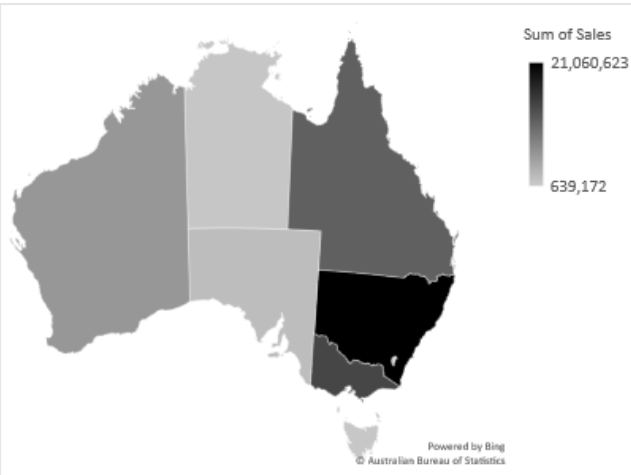 Sum of Sales
21,060,623
639,172
Powered by Bing
© Australian Bureau of Statistics